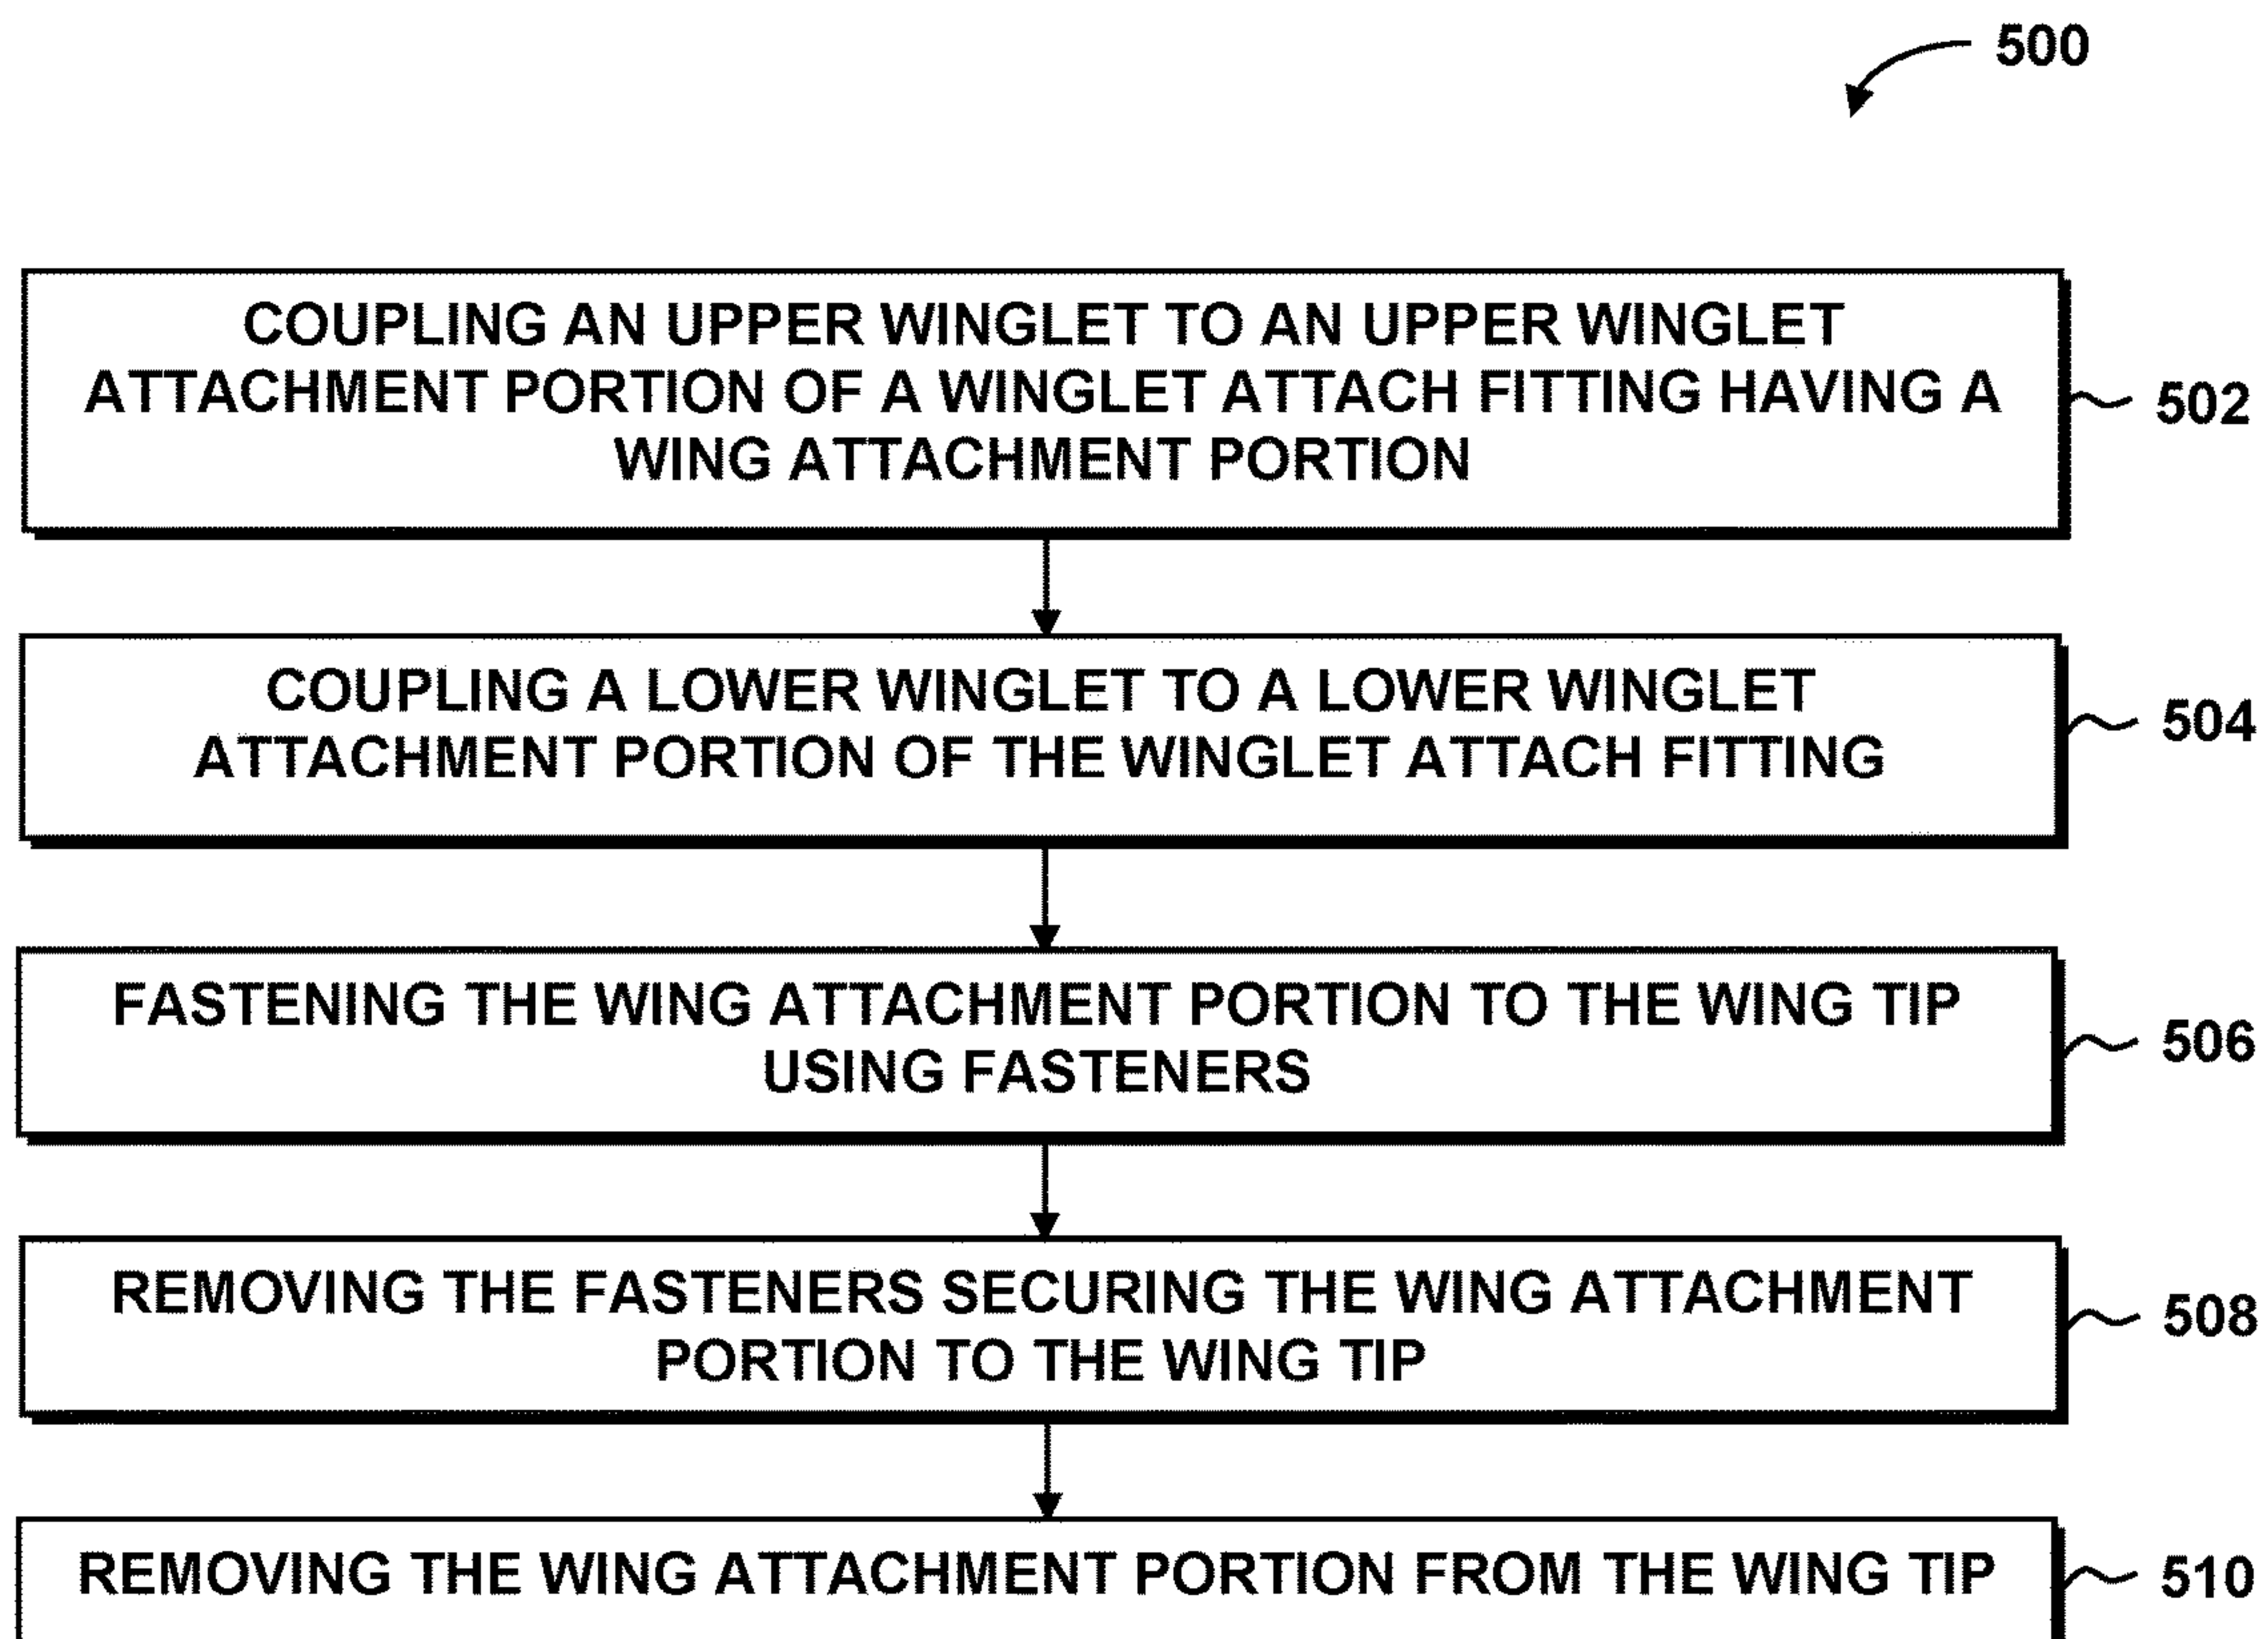 500
COUPLING AN UPPER WINGLET TO AN UPPER WINGLET
ATTACHMENT PORTION OF A WINGLET ATTACH FITTING HAVING A
WING ATTACHMENT PORTION
502
COUPLING A LOWER WINGLET TO A LOWER WINGLET
ATTACHMENT PORTION OF THE WINGLET ATTACH FITTING
504
FASTENING THE WING ATTACHMENT PORTION TO THE WING TIP
USING FASTENERS
506
REMOVING THE FASTENERS SECURING THE WING ATTACHMENT
PORTION TO THE WING TIP
508
REMOVING THE WING ATTACHMENT PORTION FROM THE WING TIP
510